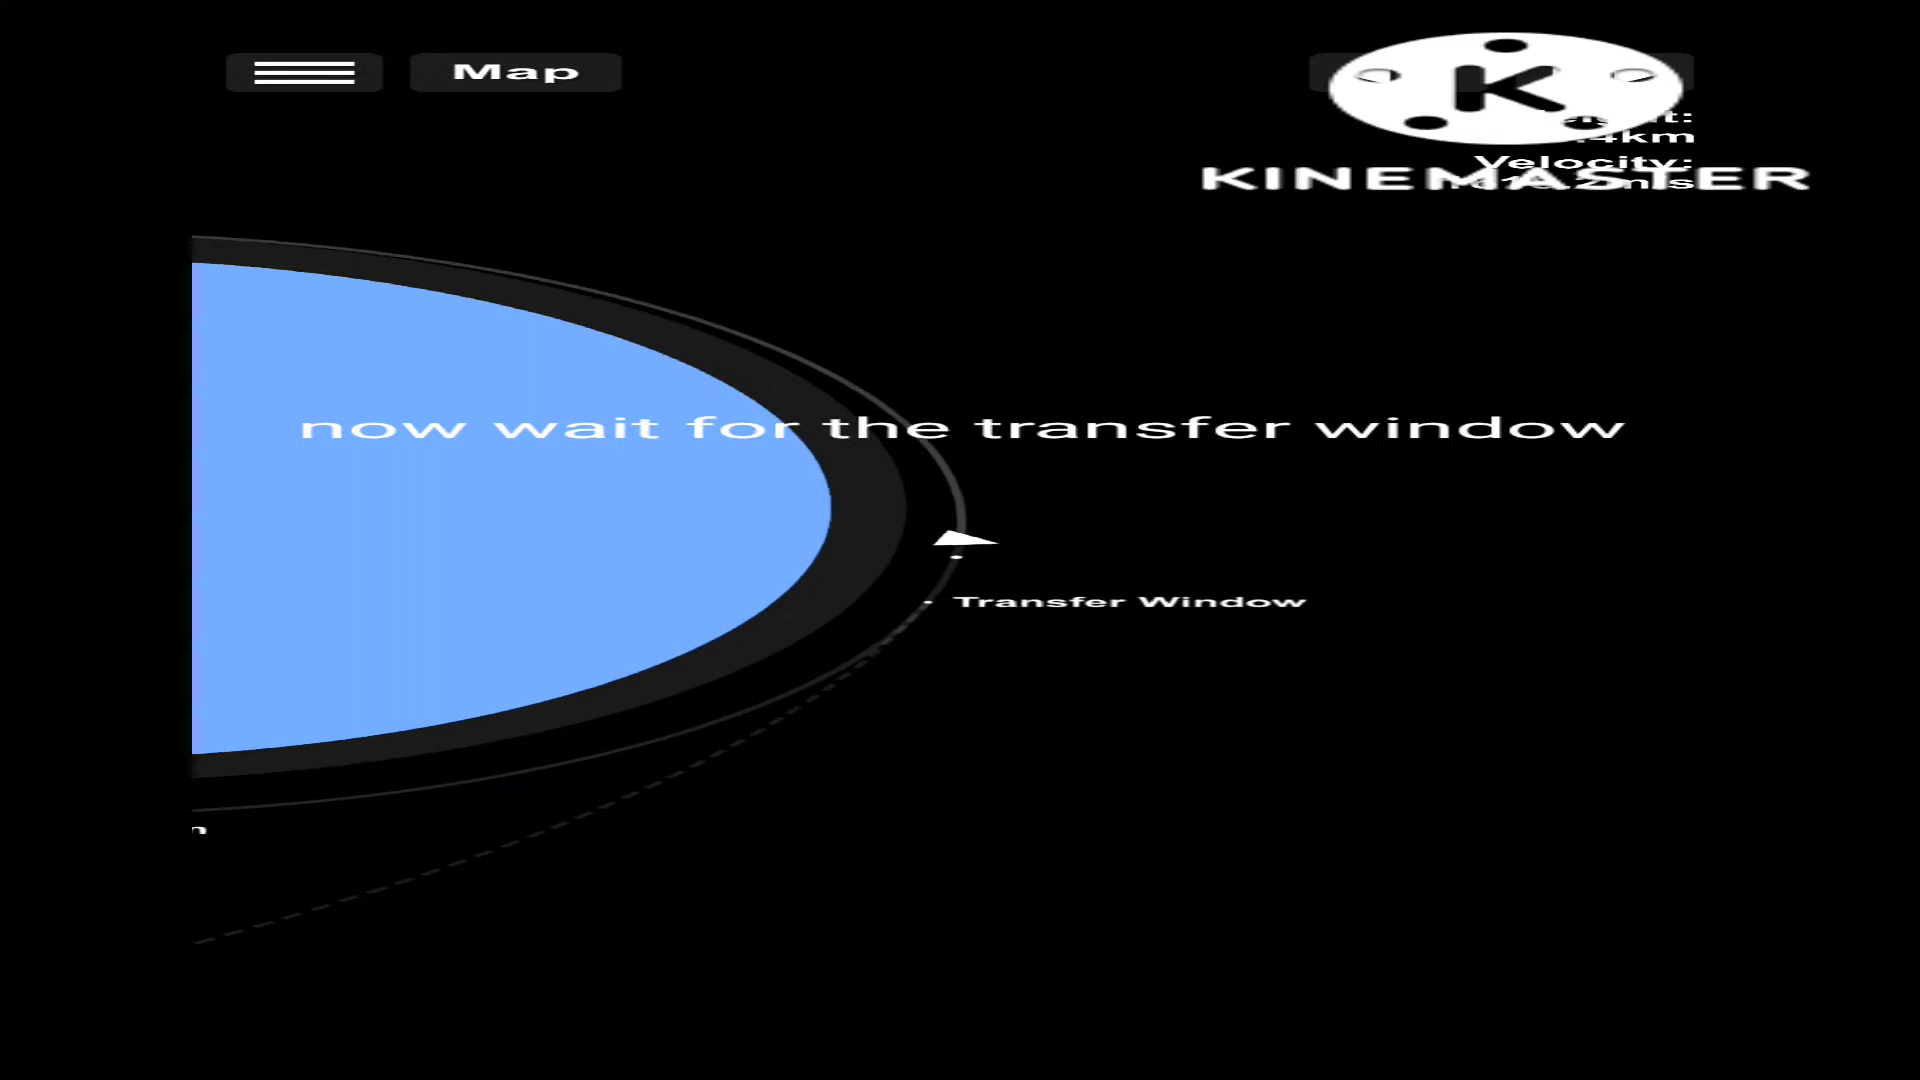 Map
K
Velocity:
KINEMASTER
now wait for the transfer window
Transfer Window